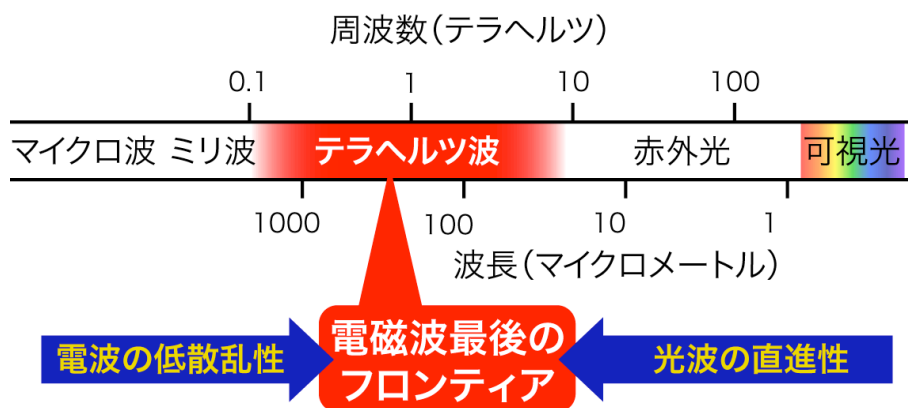 周波数(テラヘルツ)
0.1 1 10 100
マイクロ波 ミリ波 テラヘルツ波 赤外光 可視光
1000 100 10 1
波長(マイクロメートル)
電波の低散乱性
電磁波最後の
フロンティア
光波の直進性